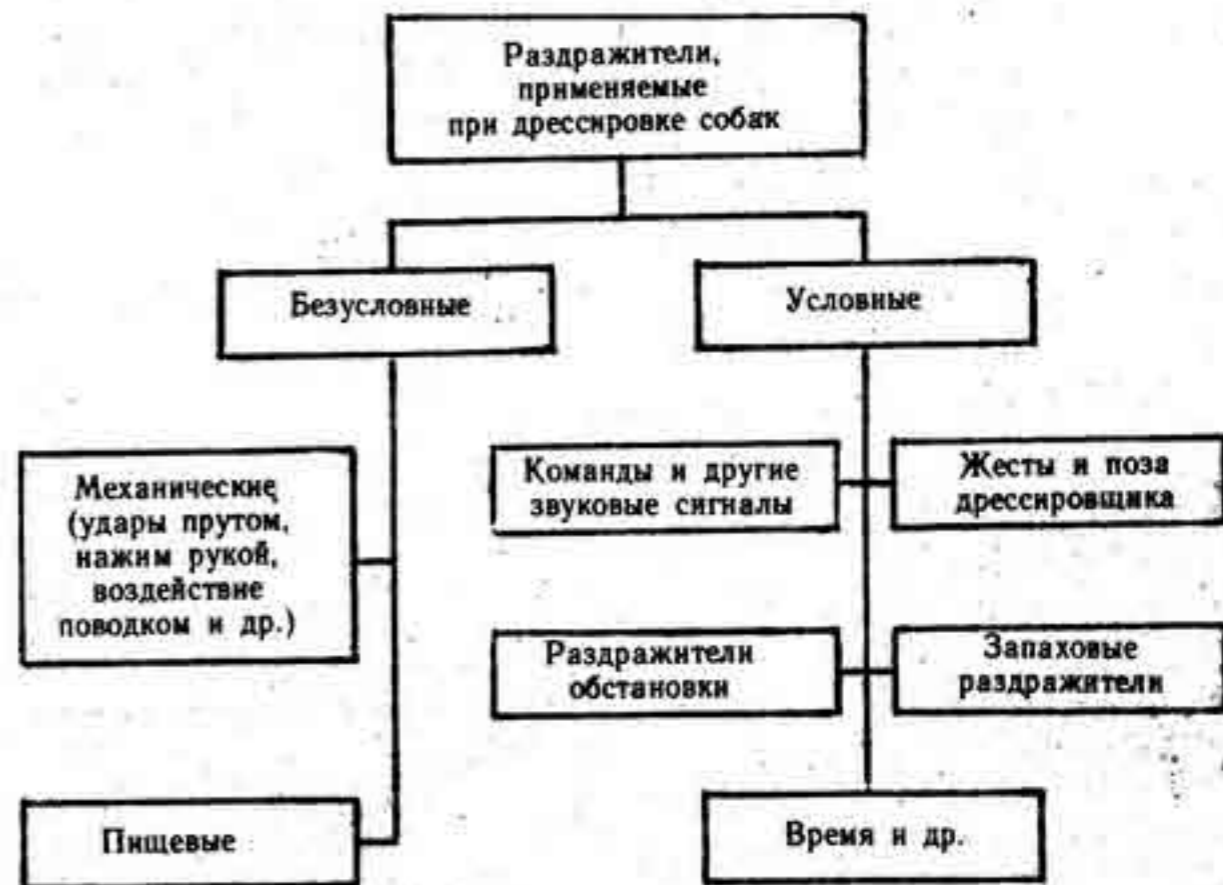 Раздражители,
применяемые
при дрессировке собак
Безусловные
Условные
Механические
(удары прутом,
нажим рукой,
воздействие
поводком и др.)
Команды и другие
звуковые сигналы
Жесты и поза
дрессировщика
Раздражители
обстановки
Запаховые
раздражители
Пищевые
Время и др.